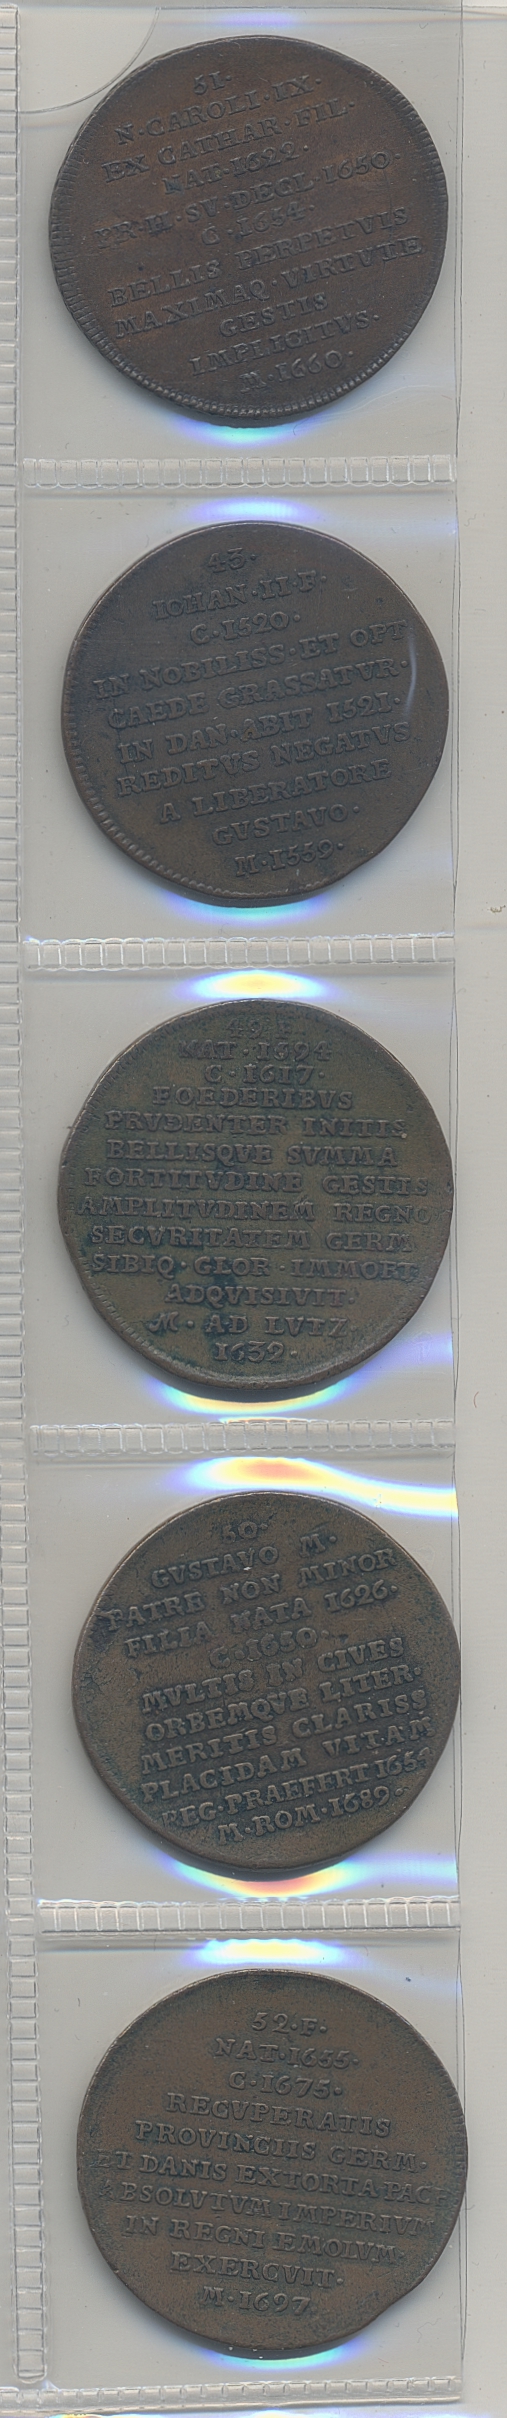 51·
N·CAROLI·IX·
EX CATHAR·FIL·
NAT·1622·
PR·H·SU·DECL·1650·
C·1654·
BELLIS PERPETVIS
MAXIMAQ·VIRTVTE
GESTIS
IMPLICITVS·
M·1660·
43·
IOHAN·II·F·
C·1520·
IN NOBILISS·ET OPT
CAEDE GRASSATVR·
IN DAN·ABIT 1521·
REDITVS NEGATVS
A LIBERATORE
GVSTAVO·
M·1559·
49·F·
NAT·1594
C·1617·
FOEDERIBVS
PRVDENTER INITIS
BELLISQVE SVMMA
FORTITVDINE GESTIS
AMPLITVDINEM REGNO
SECVRITATEM GERM
SIBIQ·GLOR·IMMORT
ADQVISIVIT·
M·AD LVTZ
1632·
50·
GVSTAVO M·
PATRE NON MINOR
FILIA NATA 1626·
C·1650·
MVLTIS IN CIVES
ORBEMQVE LITER·
MERITIS CLARISS
PLACIDAM VITAM
REG·PRAEFERT 1654
M·ROM·1689·
52·F·
NAT·1655·
C·1675·
RECVPERATIS
PROVINCIIS GERM·
ET DANIS EXTORTA PACE
ABSOLVTVM IMPERIVM
IN REGNI EMOLVM·
EXERCVIT·
M·1697